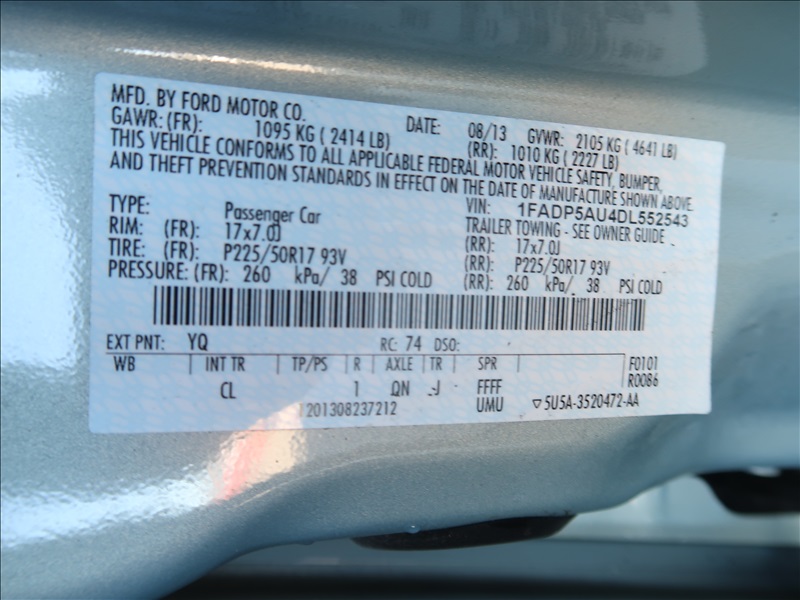 MFD. BY FORD MOTOR CO. DATE: 08/13 GVWR: 2105 KG ( 4641 LB)
GAWR: (FR): 1095 KG ( 2414 LB) (RR): 1010 KG ( 2227 LB)
THIS VEHICLE CONFORMS TO ALL APPLICABLE FEDERAL MOTOR VEHICLE SAFETY, BUMPER,
AND THEFT PREVENTION STANDARDS IN EFFECT ON THE DATE OF MANUFACTURE SHOWN ABOVE.
VIN: 1FADP5AU4DL552543
TYPE: Passenger Car TRAILER TOWING - SEE OWNER GUIDE
RIM: (FR): 17x7.0J (RR): 17x7.0J
TIRE: (FR): P225/50R17 93V (RR): P225/50R17 93V
PRESSURE: (FR): 260 kPa/ 38 PSI COLD (RR): 260 kPa/ 38 PSI COLD
EXT PNT: YQ RC: 74 DSO:
WB INT TR TP/PS R AXLE TR SPR F0101
R0086
CL 1 QN J FFFF
201308237212 UMU ▽5U5A-3520472-AA